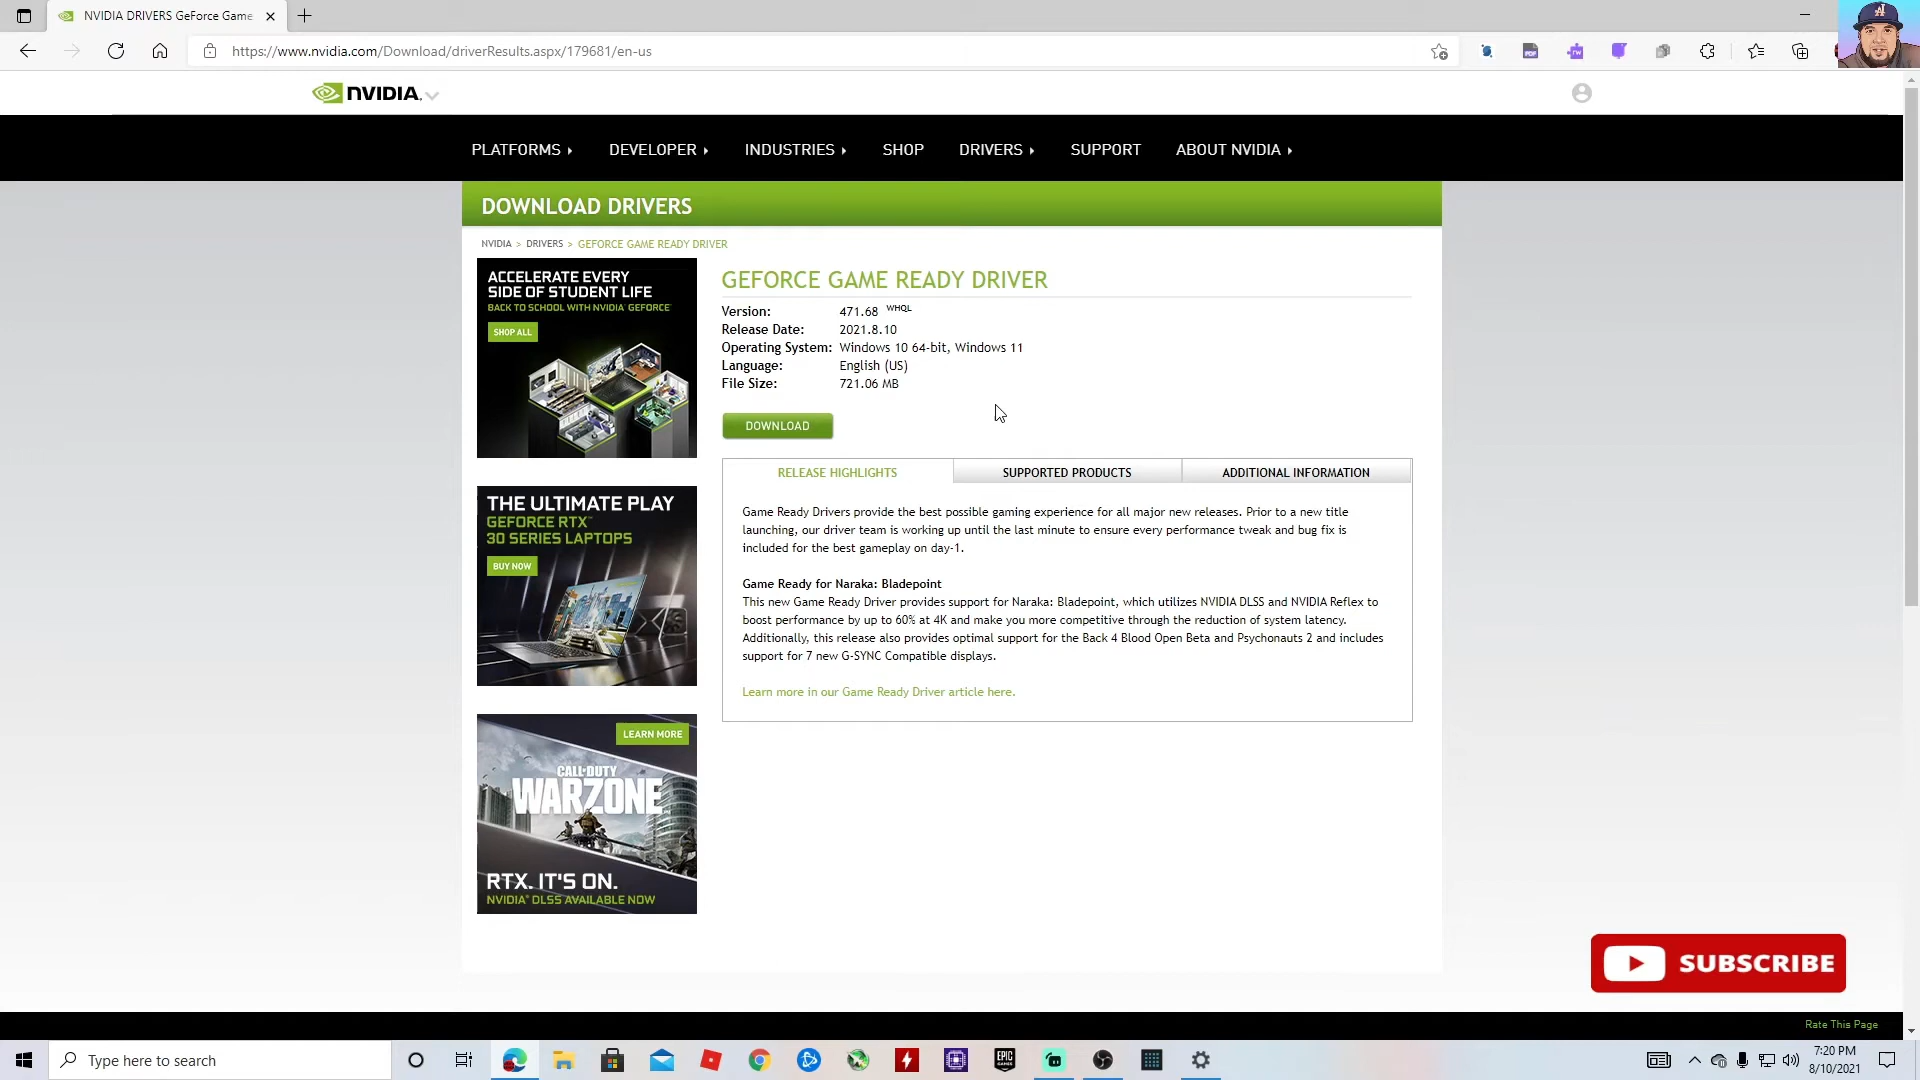 NVIDIA DRIVERS GeForce Game
https://www.nvidia.com/Download/driverResults.aspx/179681/en-us
NVIDIA.
PLATFORMS
DEVELOPER
INDUSTRIES
SHOP
DRIVERS
SUPPORT
ABOUT NVIDIA
DOWNLOAD DRIVERS
NVIDIA > DRIVERS > GEFORCE GAME READY DRIVER
ACCELERATE EVERY
SIDE OF STUDENT LIFE
BACK TO SCHOOL WITH NVIDIA GEFORCE
SHOP ALL
GEFORCE GAME READY DRIVER
Version: 471.68 WHQL
Release Date: 2021.8.10
Operating System: Windows 10 64-bit, Windows 11
Language: English (US)
File Size: 721.06 MB
DOWNLOAD
RELEASE HIGHLIGHTS
SUPPORTED PRODUCTS
ADDITIONAL INFORMATION
Game Ready Drivers provide the best possible gaming experience for all major new releases. Prior to a new title
launching, our driver team is working up until the last minute to ensure every performance tweak and bug fix is
included for the best gameplay on day-1.
Game Ready for Naraka: Bladepoint
This new Game Ready Driver provides support for Naraka: Bladepoint, which utilizes NVIDIA DLSS and NVIDIA Reflex to
boost performance by up to 60% at 4K and make you more competitive through the reduction of system latency.
Additionally, this release also provides optimal support for the Back 4 Blood Open Beta and Psychonauts 2 and includes
support for 7 new G-SYNC Compatible displays.
Learn more in our Game Ready Driver article here.
THE ULTIMATE PLAY
GEFORCE RTX™
30 SERIES LAPTOPS
BUY NOW
LEARN MORE
CALL OF DUTY
WARZONE
RTX. IT'S ON.
NVIDIA® DLSS AVAILABLE NOW
SUBSCRIBE
Rate This Page
Type here to search
EPIC
GAMES
7:20 PM
8/10/2021